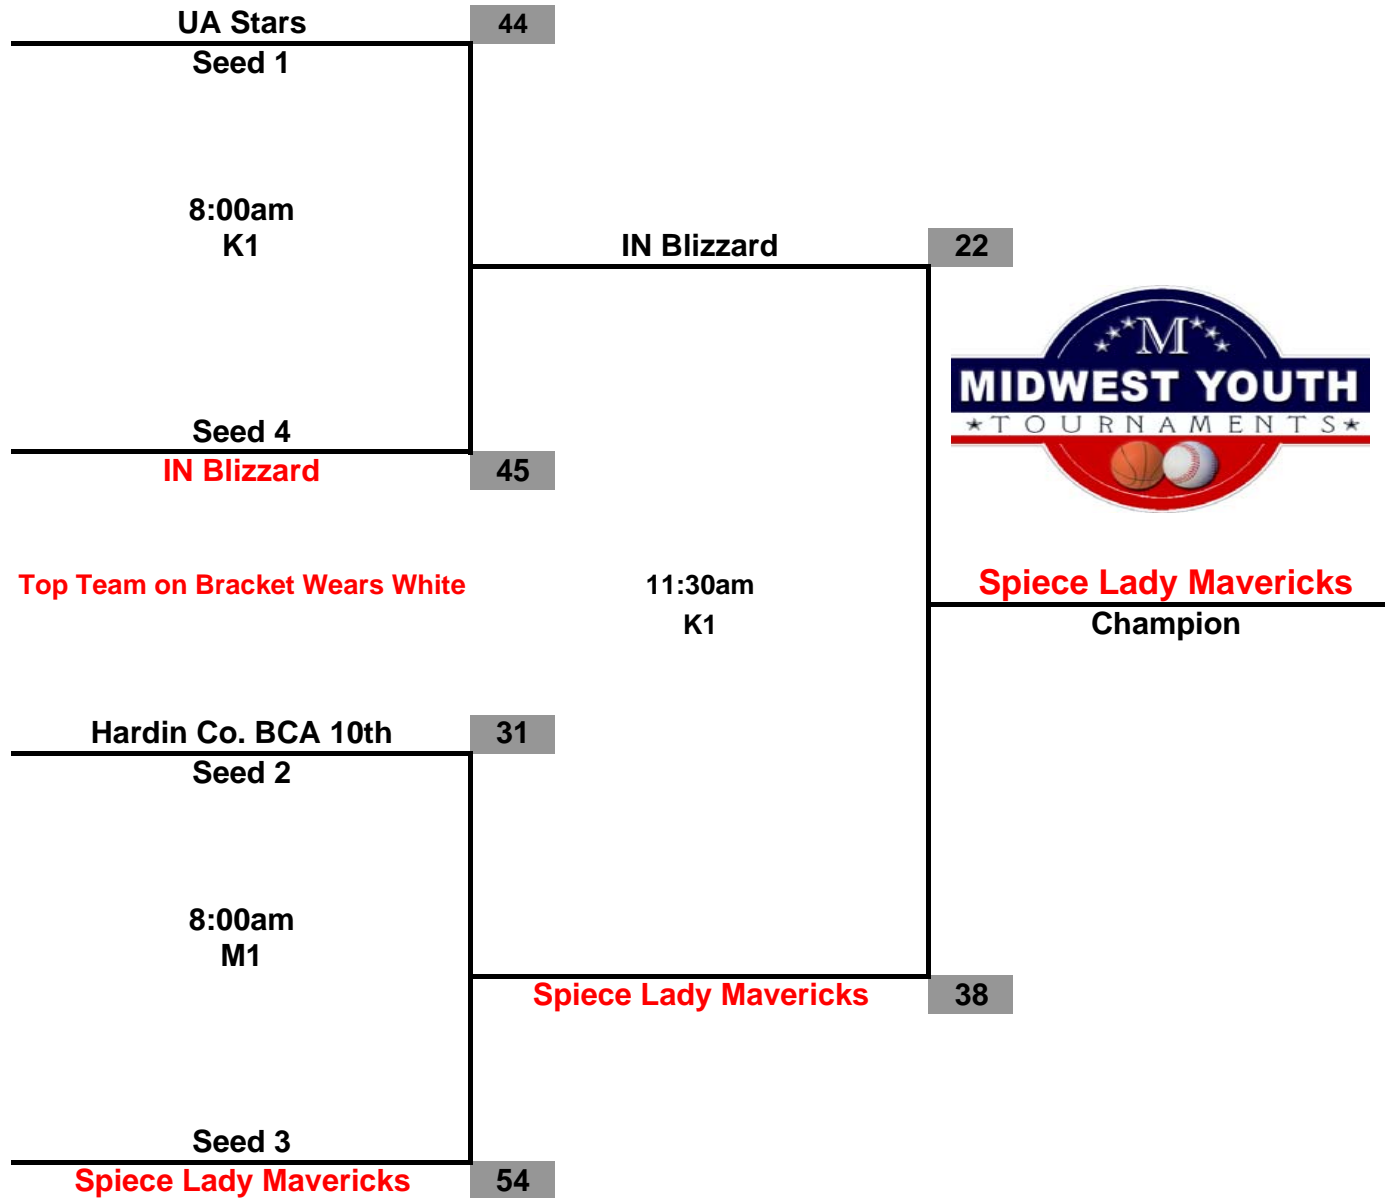 UA Stars 44
Seed 1
8:00am
K1
IN Blizzard 22
M
MIDWEST YOUTH
TOURNAMENTS
Seed 4
IN Blizzard 45
Top Team on Bracket Wears White
11:30am
K1
Spiece Lady Mavericks
Champion
Hardin Co. BCA 10th 31
Seed 2
8:00am
M1
Spiece Lady Mavericks 38
Seed 3
Spiece Lady Mavericks 54